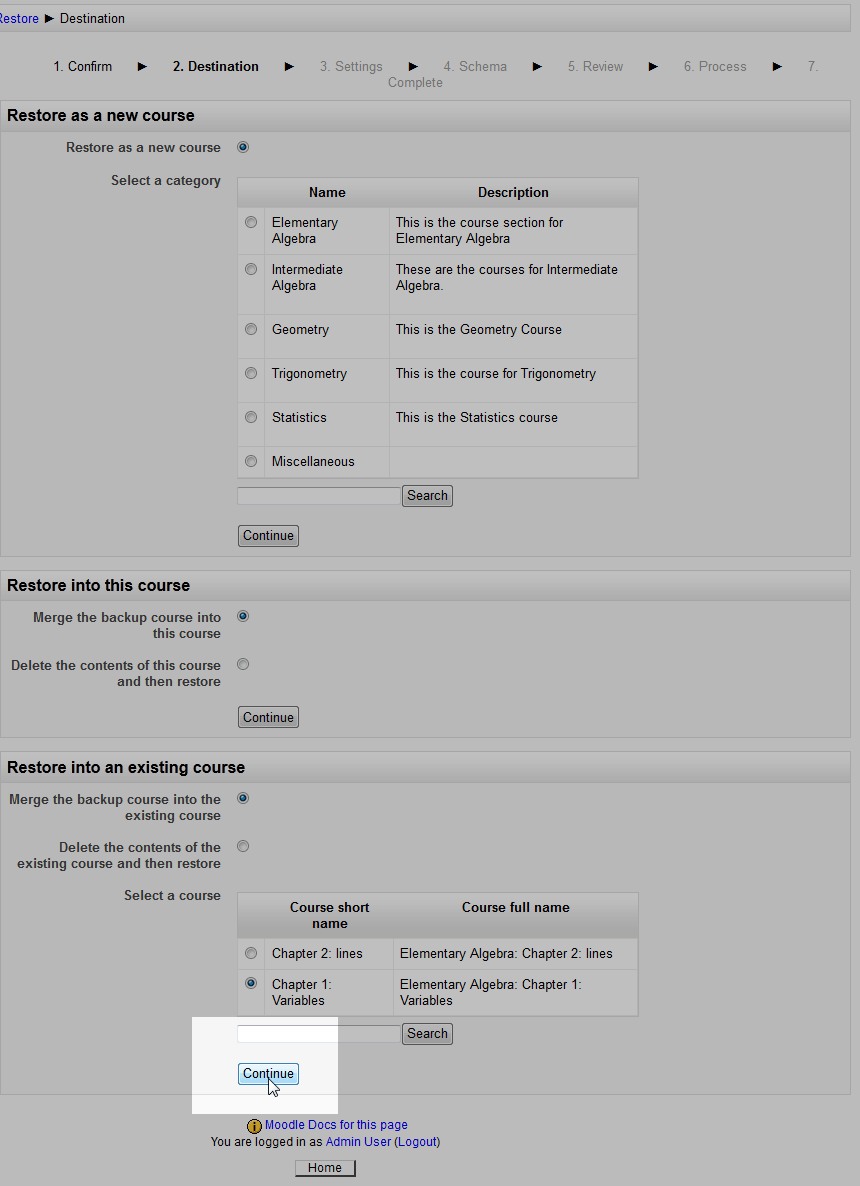 Restore ► Destination
1. Confirm ► 2. Destination ► 3. Settings ► 4. Schema ► 5. Review ► 6. Process ► 7.
Complete
Restore as a new course
Restore as a new course
Select a category
Name Description
Elementary This is the course section for
Algebra Elementary Algebra
Intermediate These are the courses for Intermediate
Algebra Algebra.
Geometry This is the Geometry Course
Trigonometry This is the course for Trigonometry
Statistics This is the Statistics course
Miscellaneous
Search
Continue
Restore into this course
Merge the backup course into
this course
Delete the contents of this course
and then restore
Continue
Restore into an existing course
Merge the backup course into the
existing course
Delete the contents of the
existing course and then restore
Select a course
Course short Course full name
name
Chapter 2: lines Elementary Algebra: Chapter 2: lines
Chapter 1: Elementary Algebra: Chapter 1:
Variables Variables
Search
Continue
Moodle Docs for this page
You are logged in as Admin User (Logout)
Home